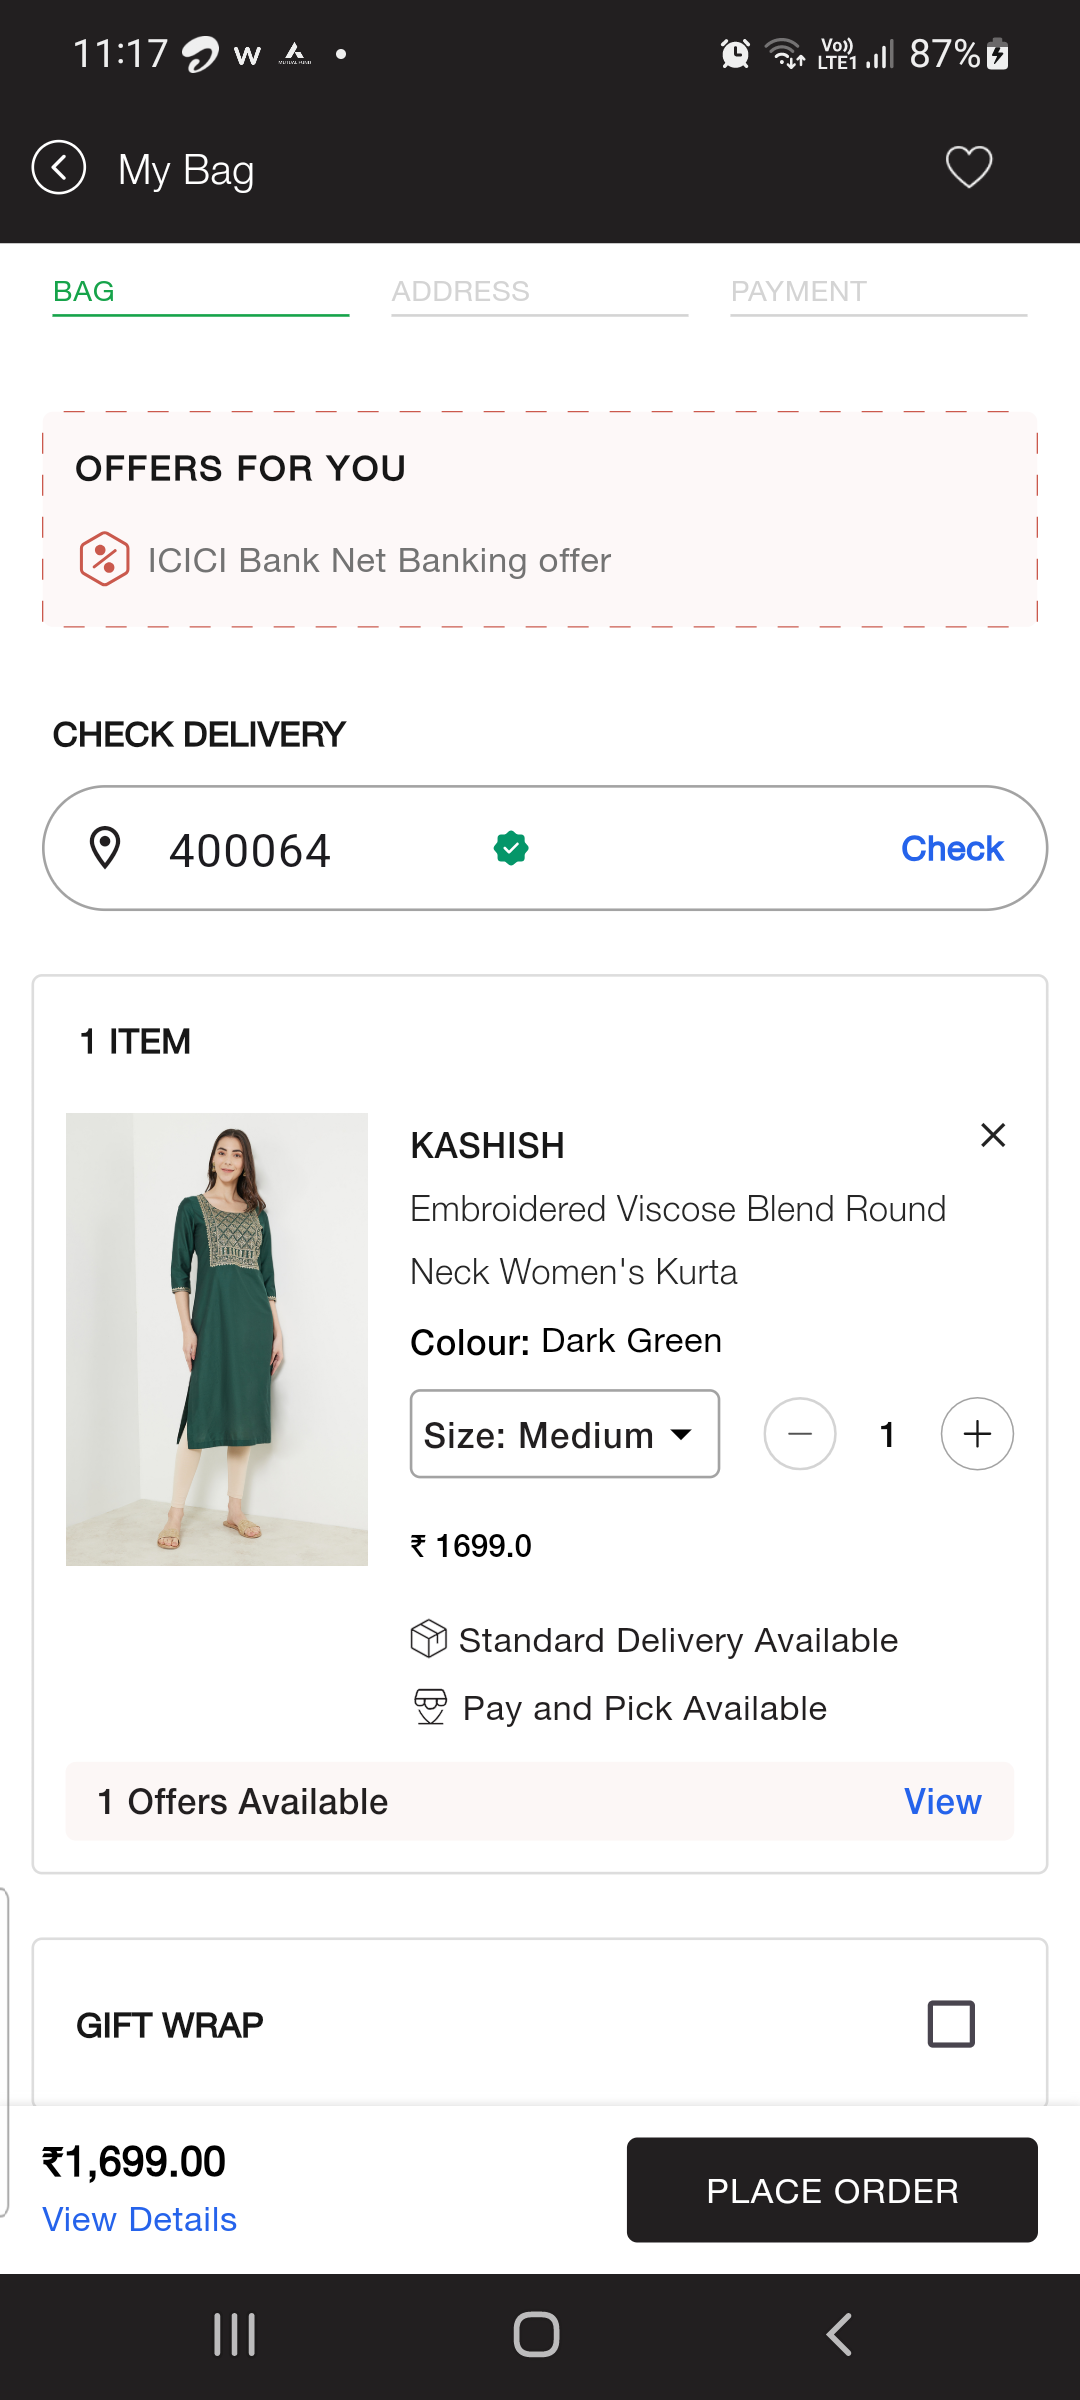 11:17 W Vo)) LTE1 87%
My Bag
BAG ADDRESS PAYMENT
OFFERS FOR YOU
ICICI Bank Net Banking offer
CHECK DELIVERY
400064 Check
1 ITEM
KASHISH
Embroidered Viscose Blend Round
Neck Women's Kurta
Colour: Dark Green
Size: Medium 1
₹ 1699.0
Standard Delivery Available
Pay and Pick Available
1 Offers Available View
GIFT WRAP
₹1,699.00
View Details
PLACE ORDER